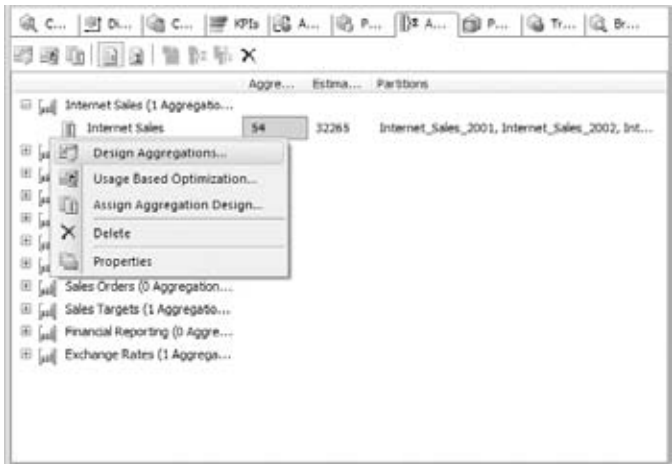 C... Di... C... KPIs A... P... A... P... Tr... Br...
Aggre... Estima... Partitions
Internet Sales (1 Aggregatio...
Internet Sales 54 32265 Internet_Sales_2001, Internet_Sales_2002, Int...
Design Aggregations...
Usage Based Optimization...
Assign Aggregation Design...
Delete
Properties
Sales Orders (0 Aggregation...
Sales Targets (1 Aggregatio...
Financial Reporting (0 Aggre...
Exchange Rates (1 Aggrega...